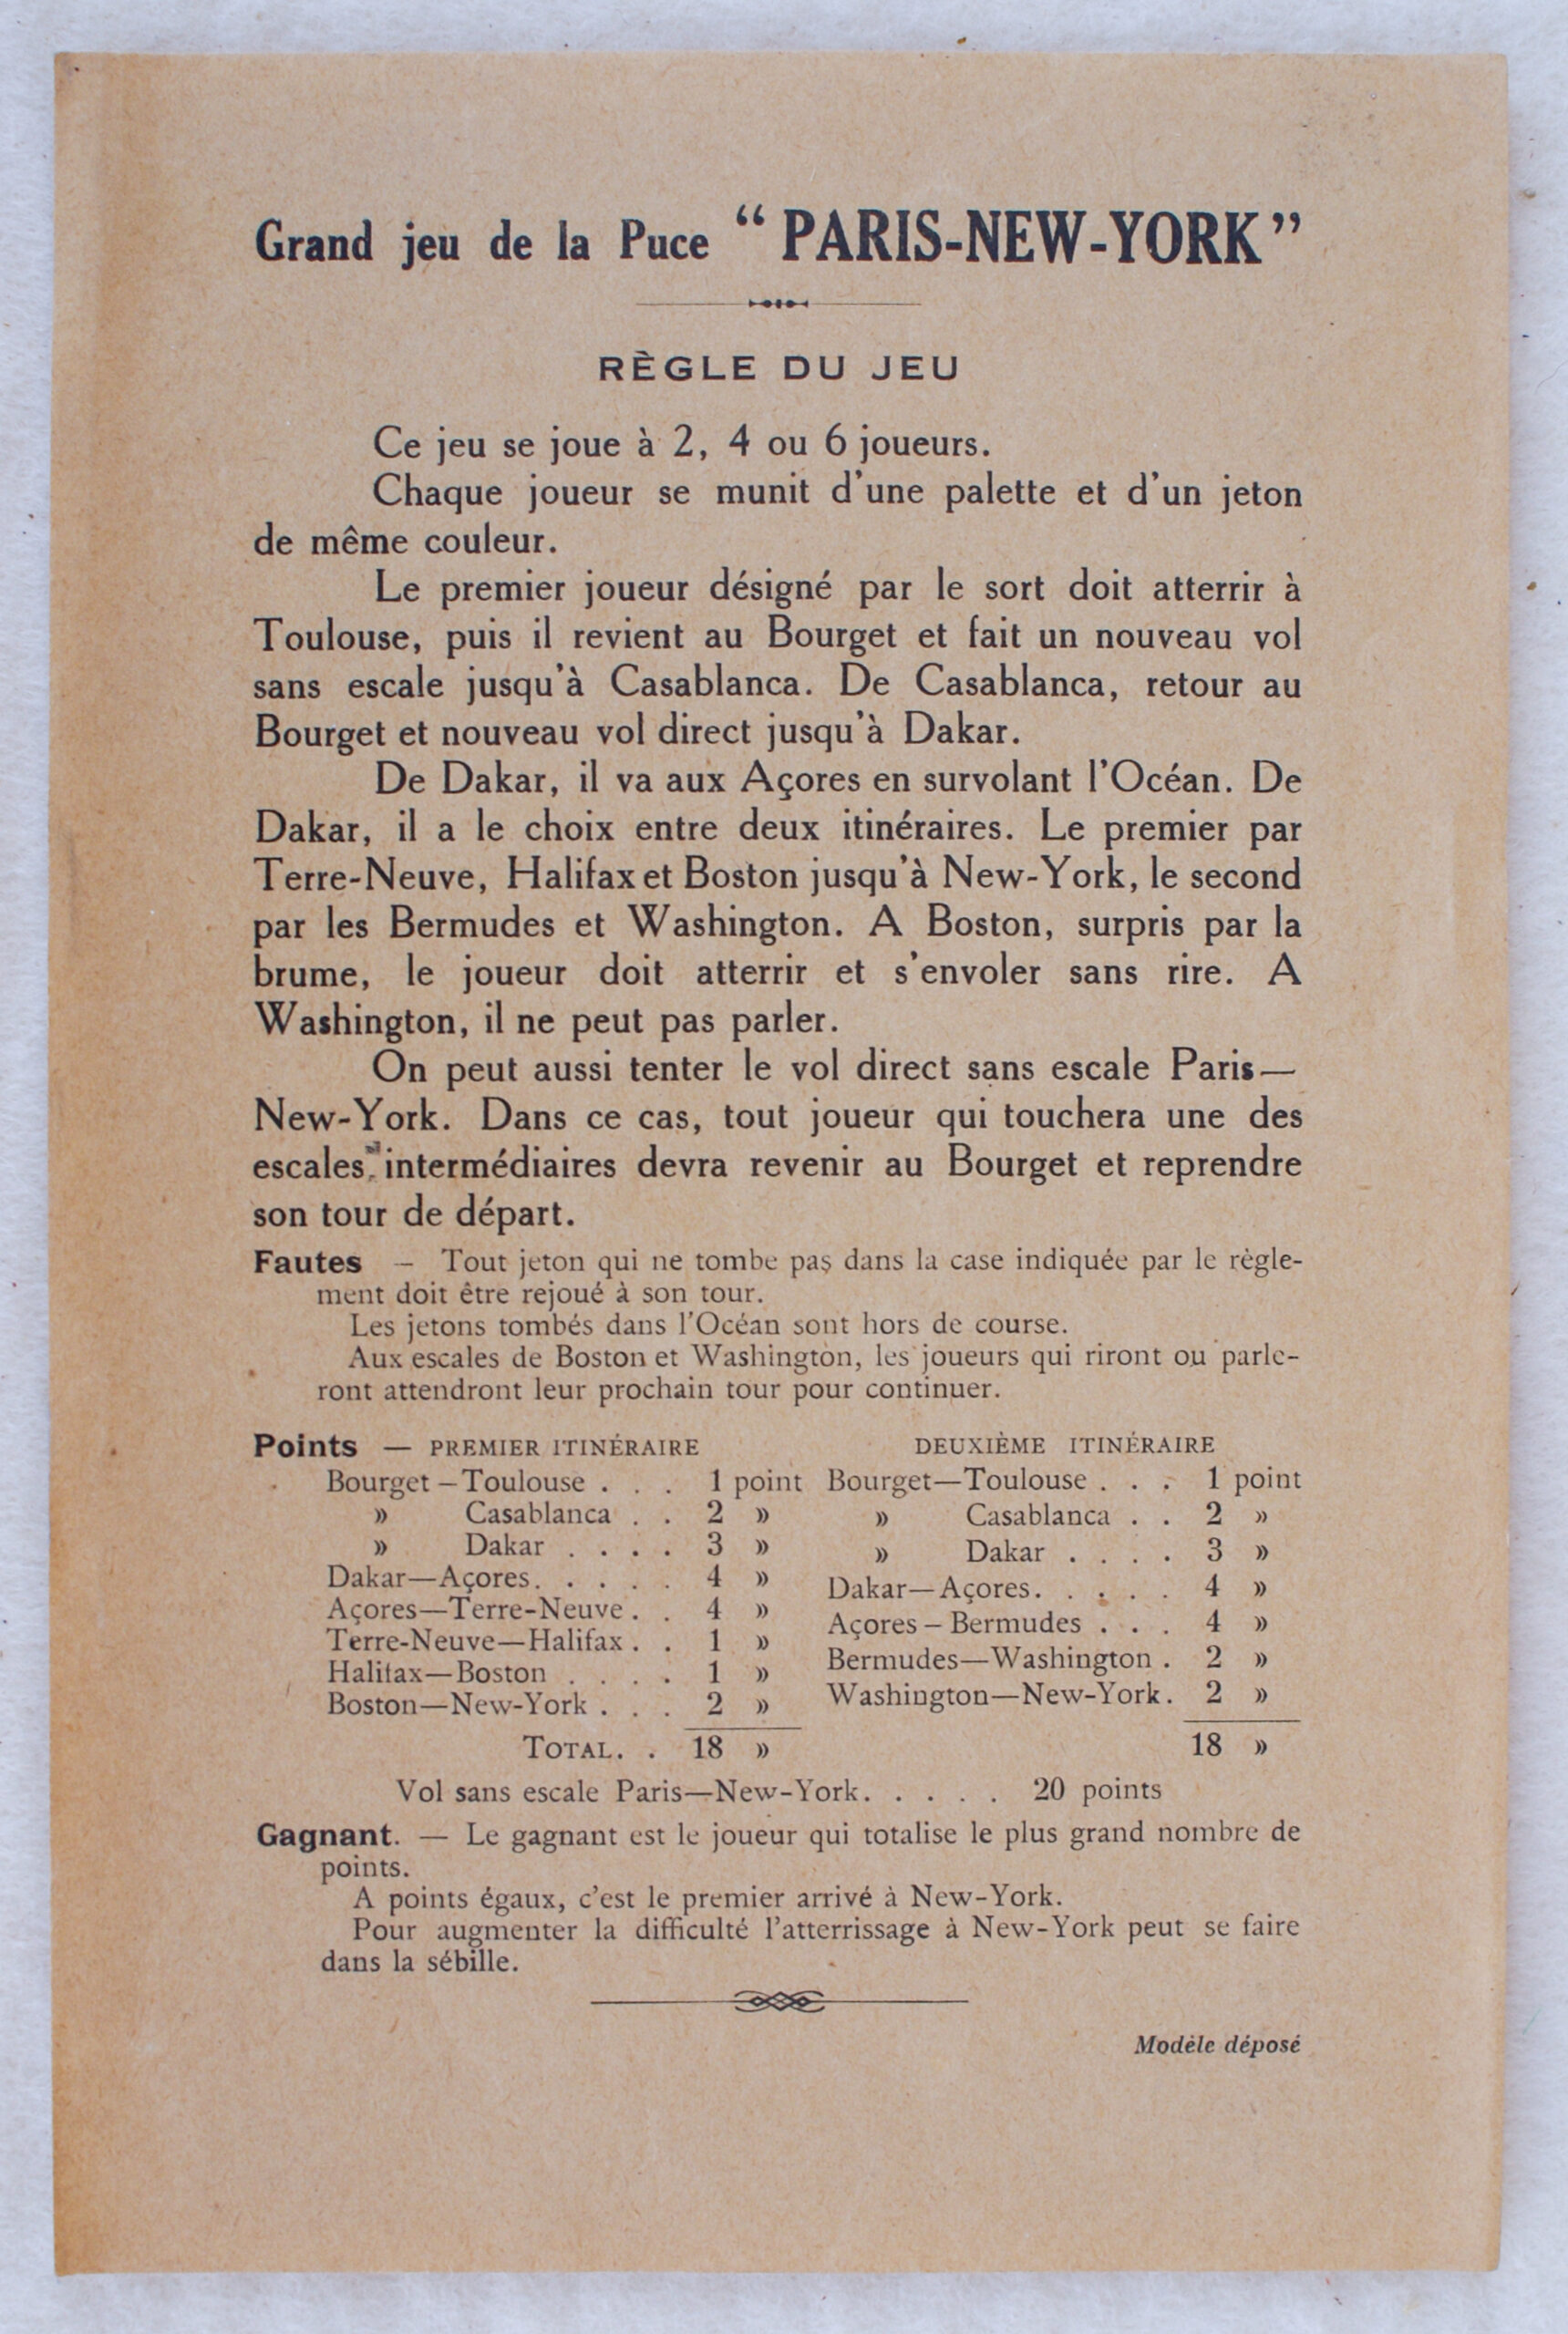 Grand jeu de la Puce “ PARIS-NEW-YORK ”
RÈGLE DU JEU
Ce jeu se joue à 2, 4 ou 6 joueurs.
Chaque joueur se munit d'une palette et d'un jeton
de même couleur.
Le premier joueur désigné par le sort doit atterrir à
Toulouse, puis il revient au Bourget et fait un nouveau vol
sans escale jusqu'à Casablanca. De Casablanca, retour au
Bourget et nouveau vol direct jusqu'à Dakar.
De Dakar, il va aux Açores en survolant l'Océan. De
Dakar, il a le choix entre deux itinéraires. Le premier par
Terre-Neuve, Halifax et Boston jusqu'à New-York, le second
par les Bermudes et Washington. A Boston, surpris par la
brume, le joueur doit atterrir et s'envoler sans rire. A
Washington, il ne peut pas parler.
On peut aussi tenter le vol direct sans escale Paris—
New-York. Dans ce cas, tout joueur qui touchera une des
escales intermédiaires devra revenir au Bourget et reprendre
son tour de départ.
Fautes — Tout jeton qui ne tombe pas dans la case indiquée par le règle-
ment doit être rejoué à son tour.
Les jetons tombés dans l'Océan sont hors de course.
Aux escales de Boston et Washington, les joueurs qui riront ou parle-
ront attendront leur prochain tour pour continuer.
Points — PREMIER ITINÉRAIRE
Bourget — Toulouse . . . 1 point
» Casablanca . . 2 »
» Dakar . . . . 3 »
Dakar—Açores. . . . . 4 »
Açores—Terre-Neuve . . 4 »
Terre-Neuve—Halifax . . 1 »
Halifax—Boston . . . . 1 »
Boston—New-York . . . 2 »
TOTAL. . 18 »
DEUXIÈME ITINÉRAIRE
Bourget—Toulouse . . . 1 point
» Casablanca . . 2 »
» Dakar . . . . 3 »
Dakar—Açores. . . . . 4 »
Açores — Bermudes . . . 4 »
Bermudes—Washington . 2 »
Washington—New-York. 2 »
18 »
Vol sans escale Paris—New-York. . . . . 20 points
Gagnant. — Le gagnant est le joueur qui totalise le plus grand nombre de
points.
A points égaux, c'est le premier arrivé à New-York.
Pour augmenter la difficulté l'atterrissage à New-York peut se faire
dans la sébille.
Modèle déposé